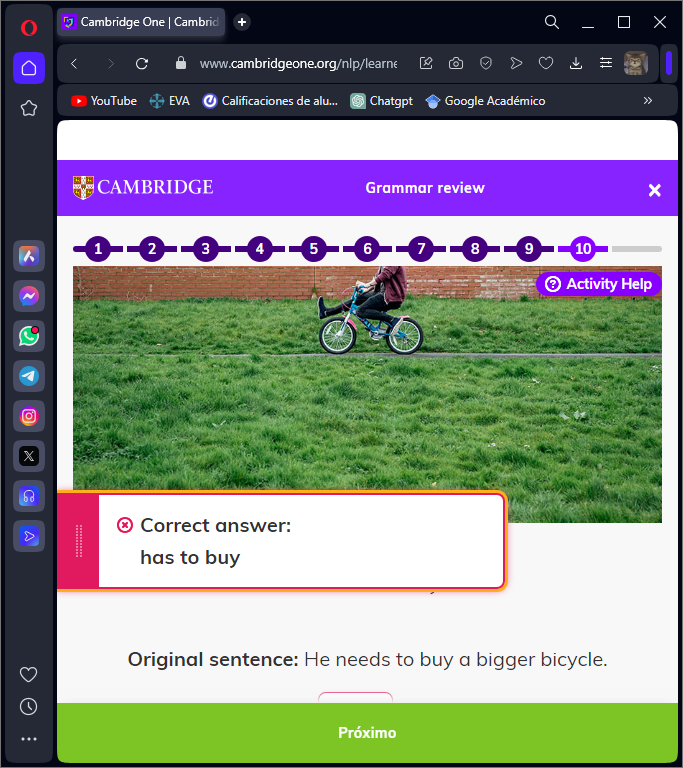 Cambridge One | Cambrid
www.cambridgeone.org/nlp/learne
YouTube EVA Calificaciones de alu... Chatgpt Google Académico »
CAMBRIDGE Grammar review
1 2 3 4 5 6 7 8 9 10
Activity Help
Correct answer:
has to buy
Original sentence: He needs to buy a bigger bicycle.
Próximo